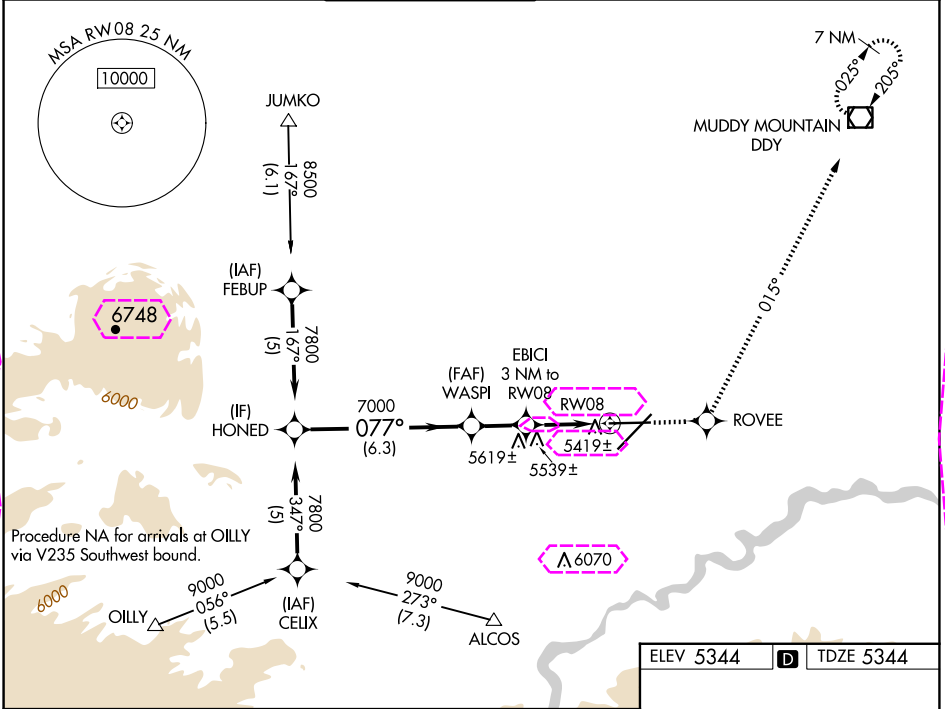 MSA RW08 25 NM
10000
7 NM
025°
205°
MUDDY MOUNTAIN
DDY
JUMKO
8500
167°
(6.1)
(IAF)
FEBUP
6748
7800
167°
(5)
6000
015°
EBICI
3 NM to
RW08
(FAF)
WASPI
RW08
(IF)
HONED
7000
077°
(6.3)
ROVEE
5619±
5539±
5419±
7800
347°
(5)
Procedure NA for arrivals at OILLY
via V235 Southwest bound.
6070
6000
9000
056°
(5.5)
OILLY
(IAF)
CELIX
9000
273°
(7.3)
ALCOS
ELEV 5344 D TDZE 5344